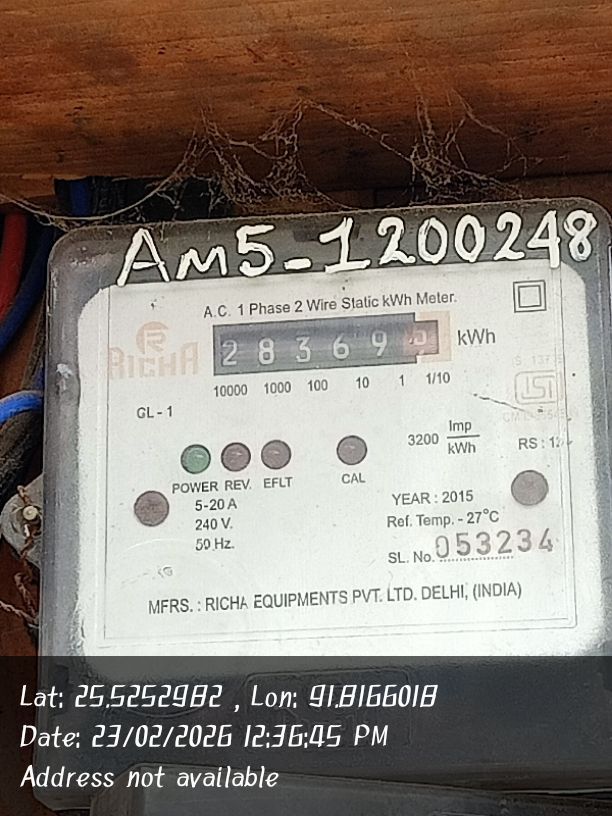 AM5-1200248
A.C. 1 Phase 2 Wire Static kWh Meter.
RICHA
2 8 3 6 9 kWh
10000 1000 100 10 1 1/10
GL - 1
3200 Imp/kWh
RS :
POWER REV. EFLT CAL
5-20 A
240 V.
50 Hz.
YEAR : 2015
Ref. Temp. - 27°C
SL. No. 053234
MFRS. : RICHA EQUIPMENTS PVT. LTD. DELHI, (INDIA)
Lat: 25.5252982 , Lon: 91.8166018
Date: 23/02/2026 12:36:45 PM
Address not available